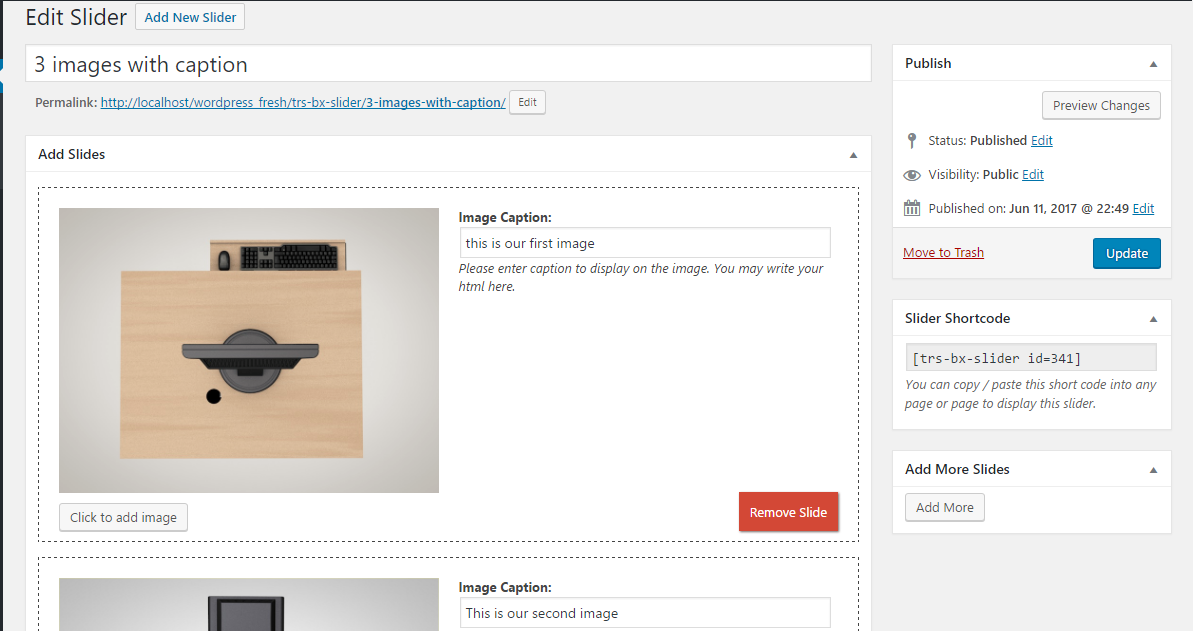 Edit Slider
Add New Slider
3 images with caption
Permalink: http://localhost/wordpress_fresh/trs-bx-slider/3-images-with-caption/ Edit
Add Slides
Image Caption:
this is our first image
Please enter caption to display on the image. You may write your
html here.
Click to add image
Remove Slide
Image Caption:
This is our second image
Publish
Preview Changes
Status: Published Edit
Visibility: Public Edit
Published on: Jun 11, 2017 @ 22:49 Edit
Move to Trash
Update
Slider Shortcode
[trs-bx-slider id=341]
You can copy / paste this short code into any
page or page to display this slider.
Add More Slides
Add More